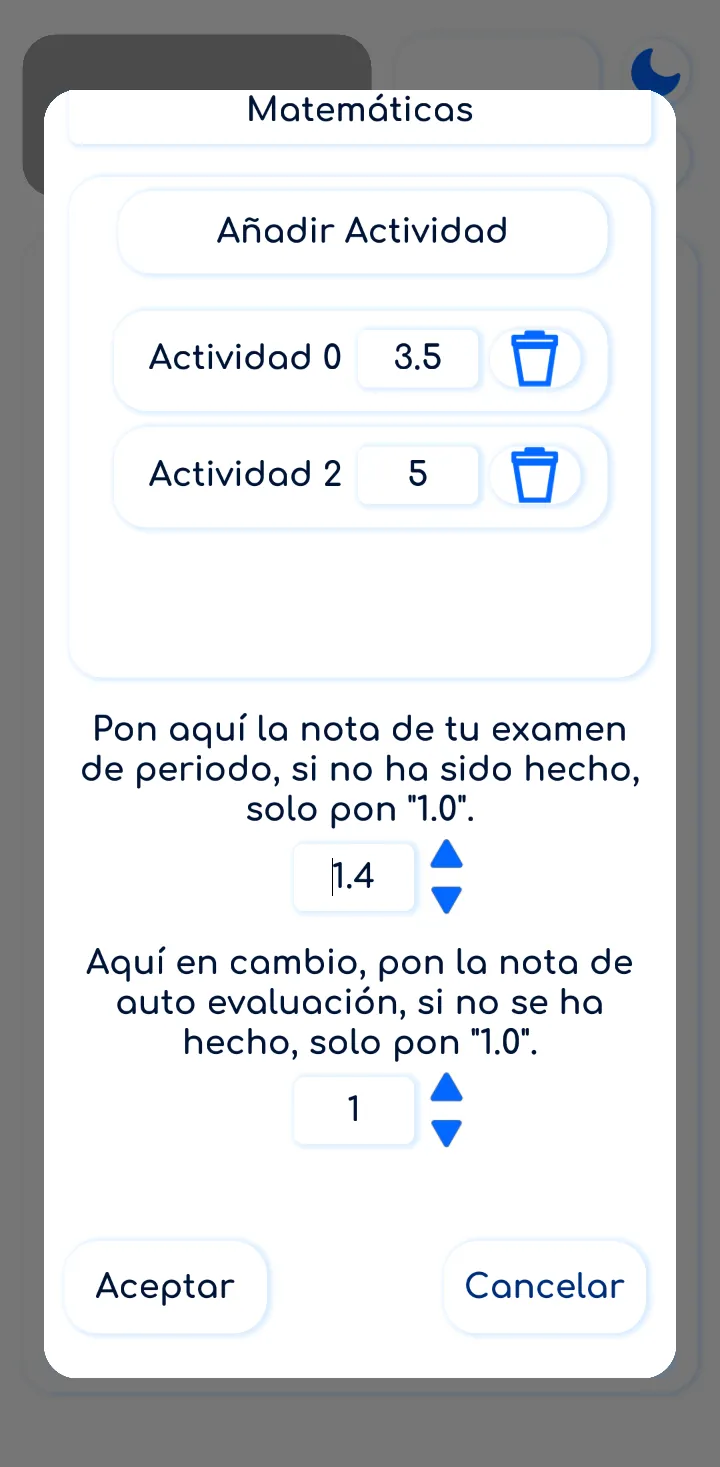 Matemáticas
Añadir Actividad
Actividad 0 3.5
Actividad 2 5
Pon aquí la nota de tu examen
de periodo, si no ha sido hecho,
solo pon "1.0".
1.4
Aquí en cambio, pon la nota de
auto evaluación, si no se ha
hecho, solo pon "1.0".
1
Aceptar Cancelar